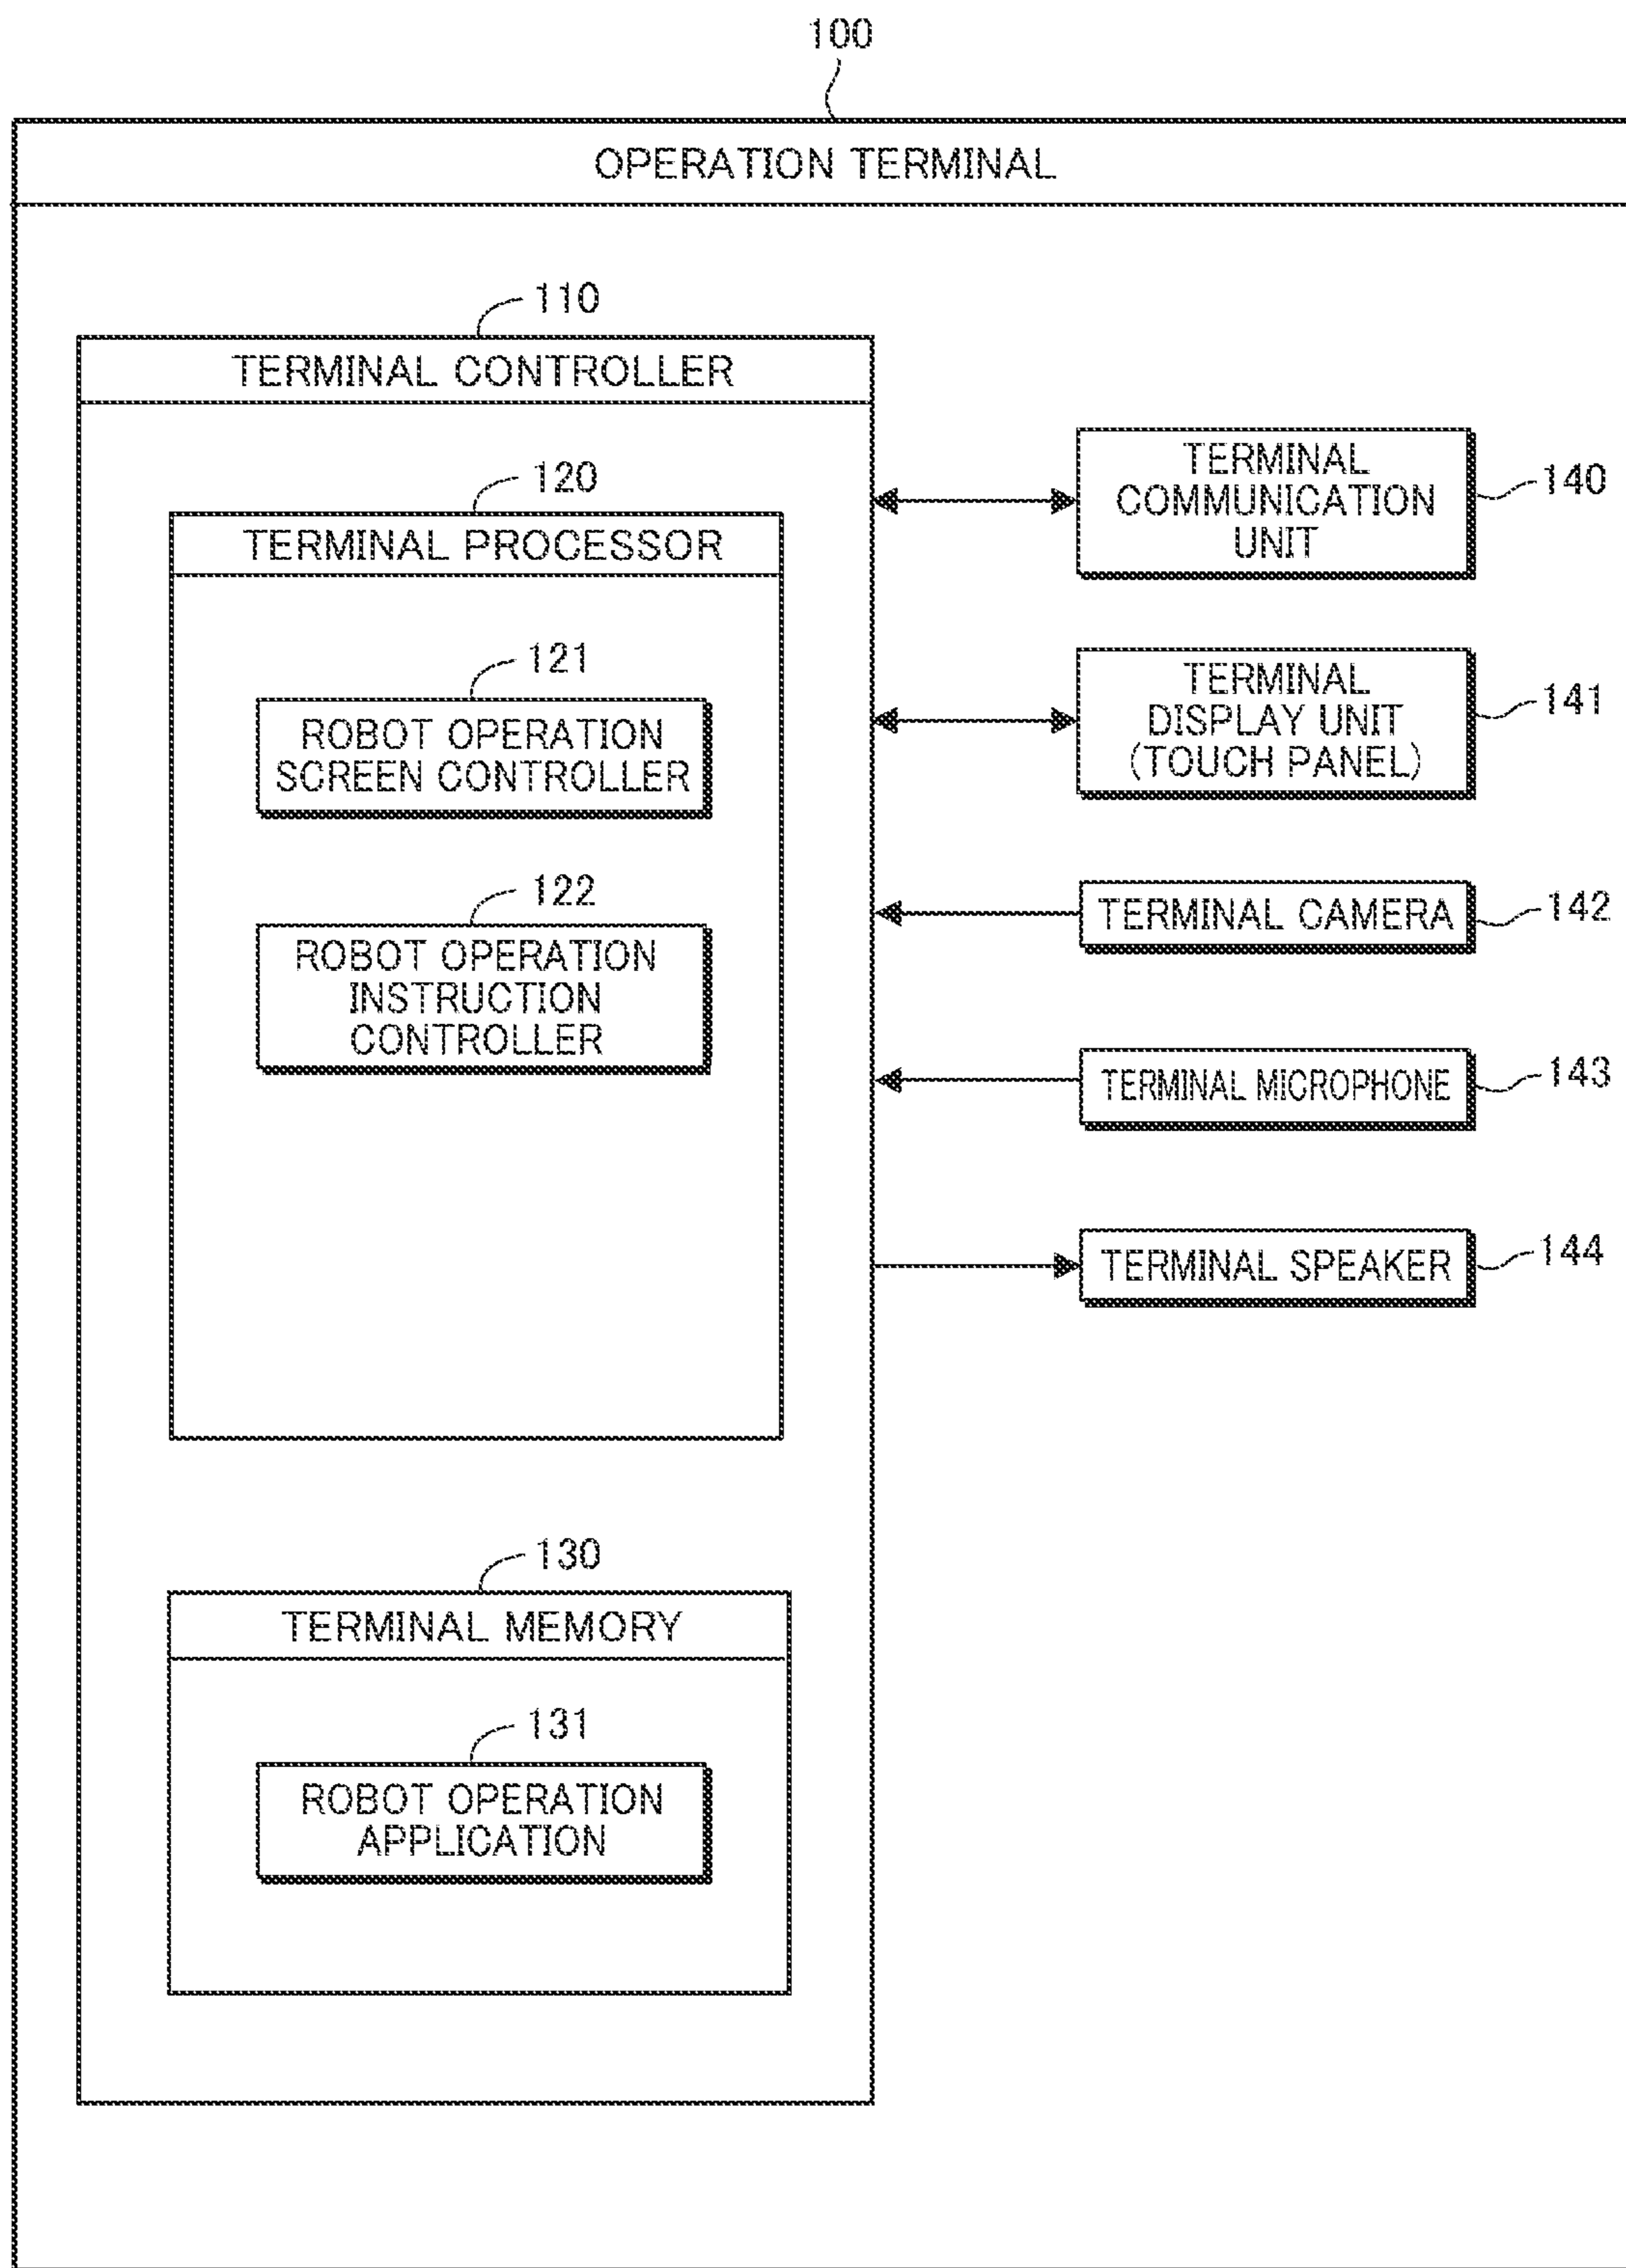 100
OPERATION TERMINAL
110
TERMINAL CONTROLLER
120
TERMINAL PROCESSOR
121
ROBOT OPERATION
SCREEN CONTROLLER
122
ROBOT OPERATION
INSTRUCTION
CONTROLLER
130
TERMINAL MEMORY
131
ROBOT OPERATION
APPLICATION
TERMINAL
COMMUNICATION
UNIT
140
TERMINAL
DISPLAY UNIT
(TOUCH PANEL)
141
TERMINAL CAMERA
142
TERMINAL MICROPHONE
143
TERMINAL SPEAKER
144